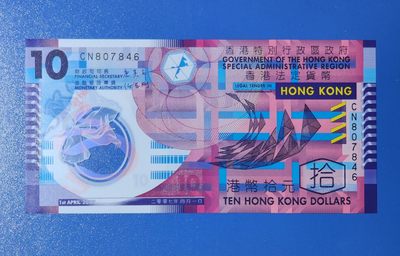 10
CN807846
財政司司長
FINANCIAL SECRETARY
金融管理專員
MONETARY AUTHORITY
香港特別行政區政府
GOVERNMENT OF THE HONG KONG
SPECIAL ADMINISTRATIVE REGION
香港法定貨幣
LEGAL TENDER IN
HONG KONG
CN807846
1st APRIL
二零零七年四月一日
港幣拾元
拾
TEN HONG KONG DOLLARS